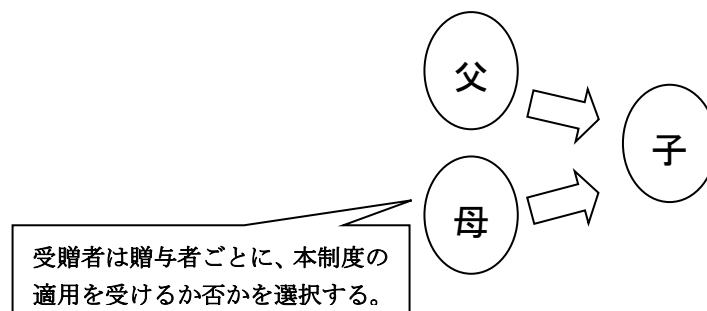 父
子
母
受贈者は贈与者ごとに、本制度の
適用を受けるか否かを選択する。